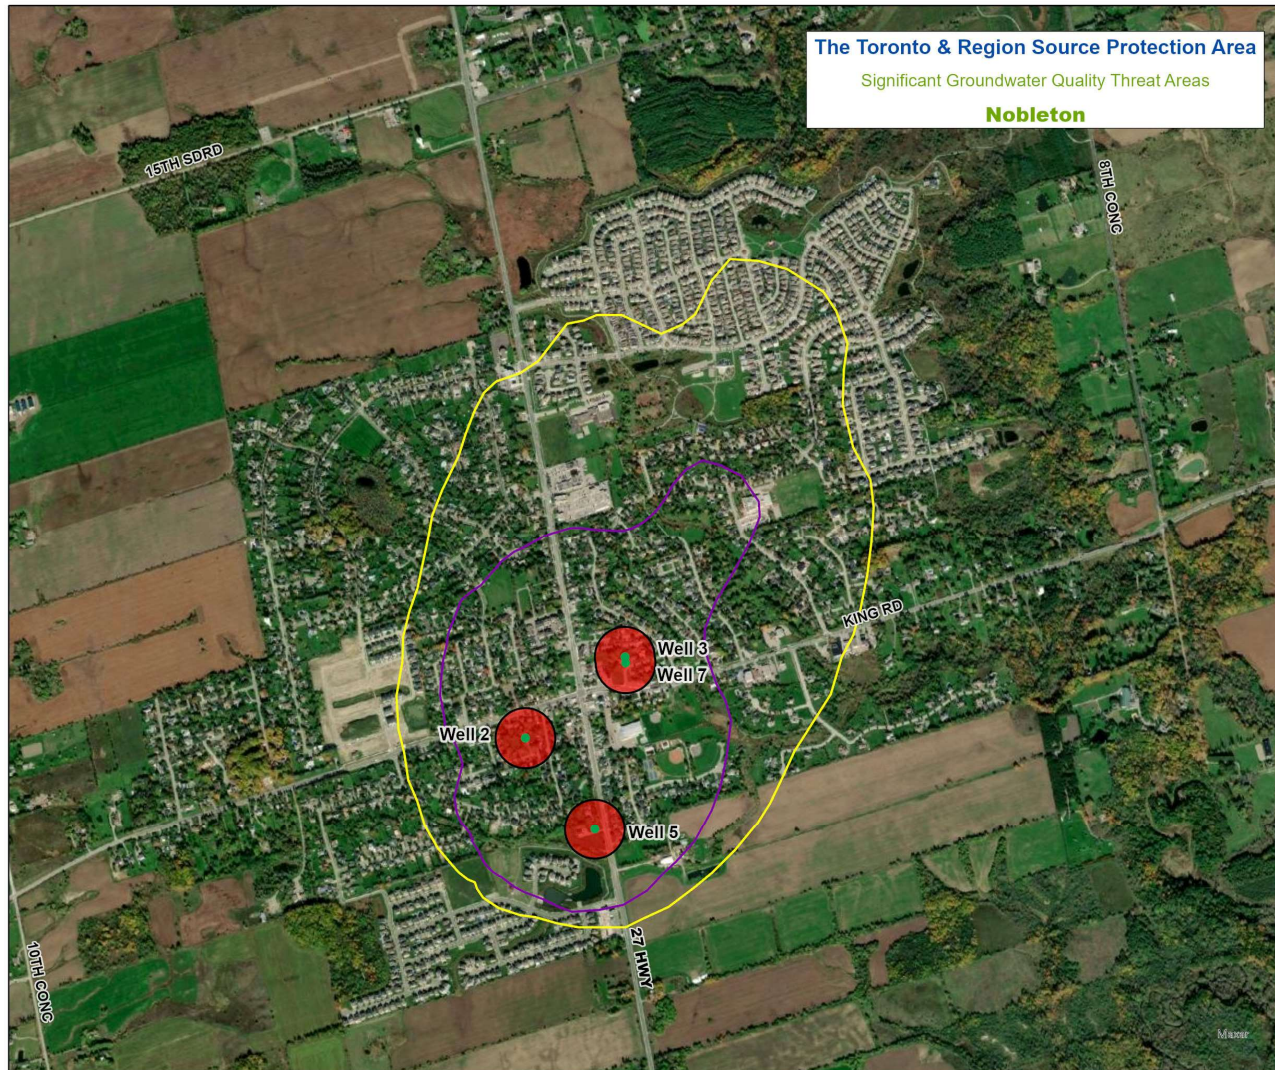 The Toronto & Region Source Protection Area
Significant Groundwater Quality Threat Areas
Nobleton
15TH SDRD
8TH CONC
KING RD
Well 3
Well 7
Well 2
Well 5
27 HWY
10TH CONC
Maxar